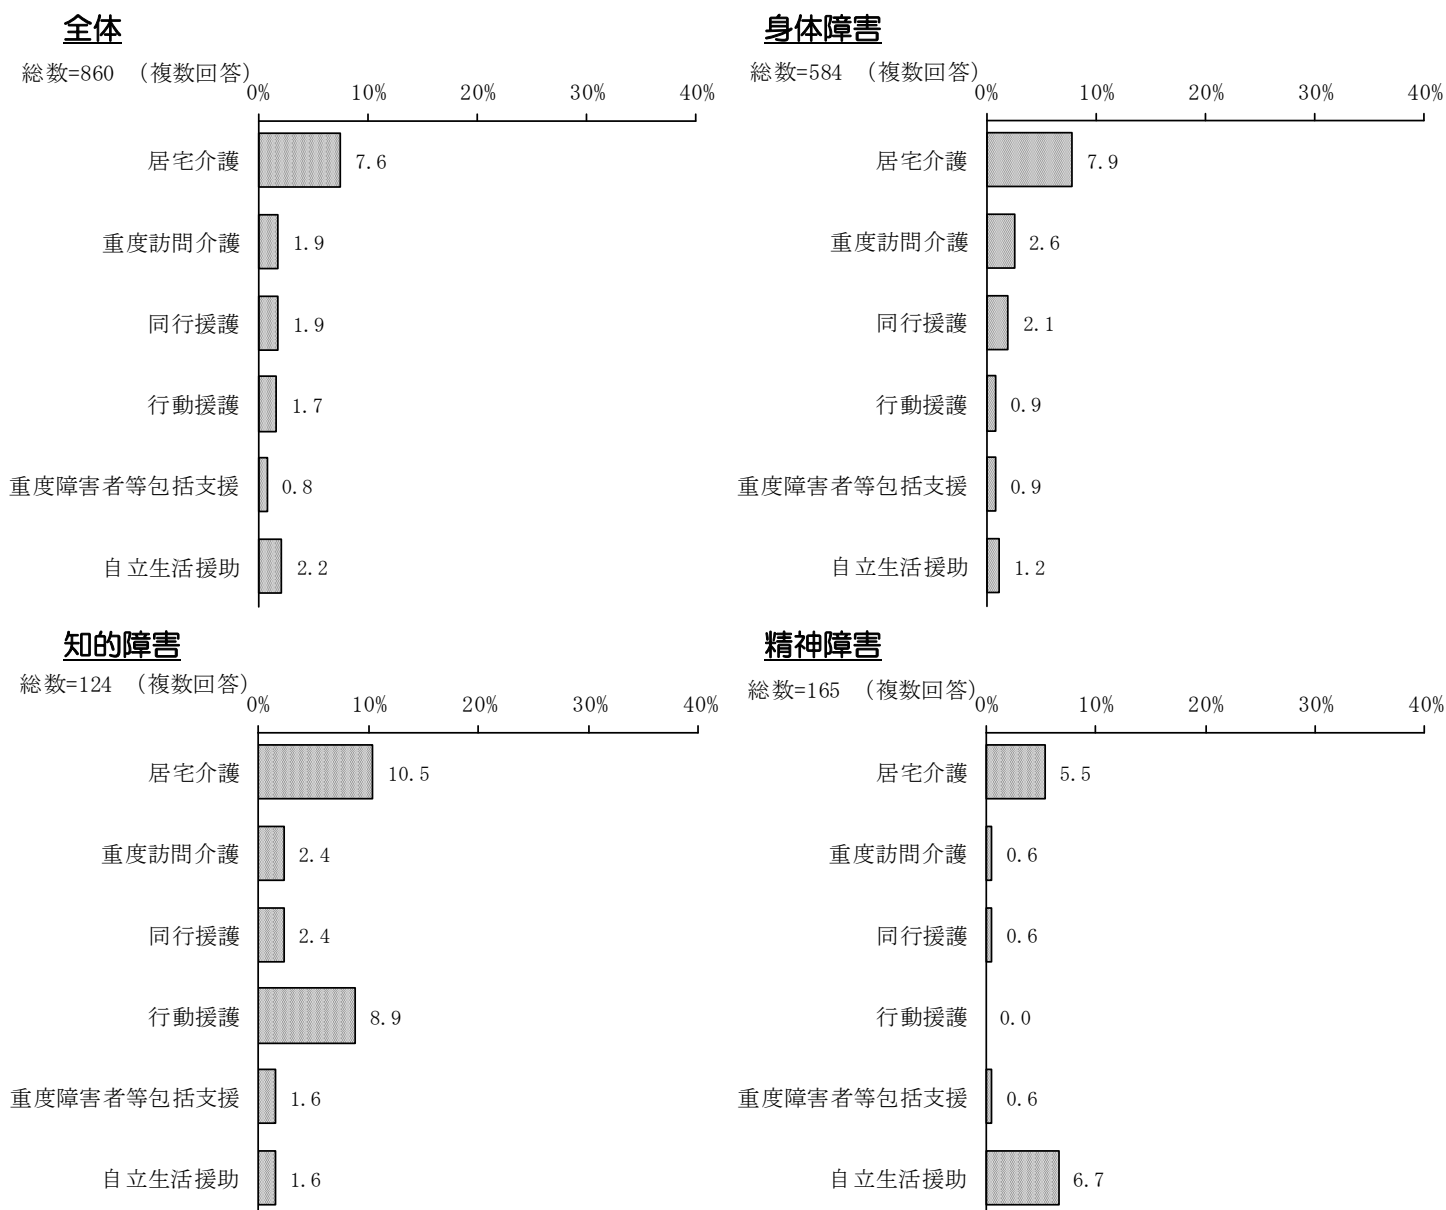 全体
総数=860 （複数回答）
0% 10% 20% 30% 40%
居宅介護 7.6
重度訪問介護 1.9
同行援護 1.9
行動援護 1.7
重度障害者等包括支援 0.8
自立生活援助 2.2
身体障害
総数=584 （複数回答）
0% 10% 20% 30% 40%
居宅介護 7.9
重度訪問介護 2.6
同行援護 2.1
行動援護 0.9
重度障害者等包括支援 0.9
自立生活援助 1.2
知的障害
総数=124 （複数回答）
0% 10% 20% 30% 40%
居宅介護 10.5
重度訪問介護 2.4
同行援護 2.4
行動援護 8.9
重度障害者等包括支援 1.6
自立生活援助 1.6
精神障害
総数=165 （複数回答）
0% 10% 20% 30% 40%
居宅介護 5.5
重度訪問介護 0.6
同行援護 0.6
行動援護 0.0
重度障害者等包括支援 0.6
自立生活援助 6.7